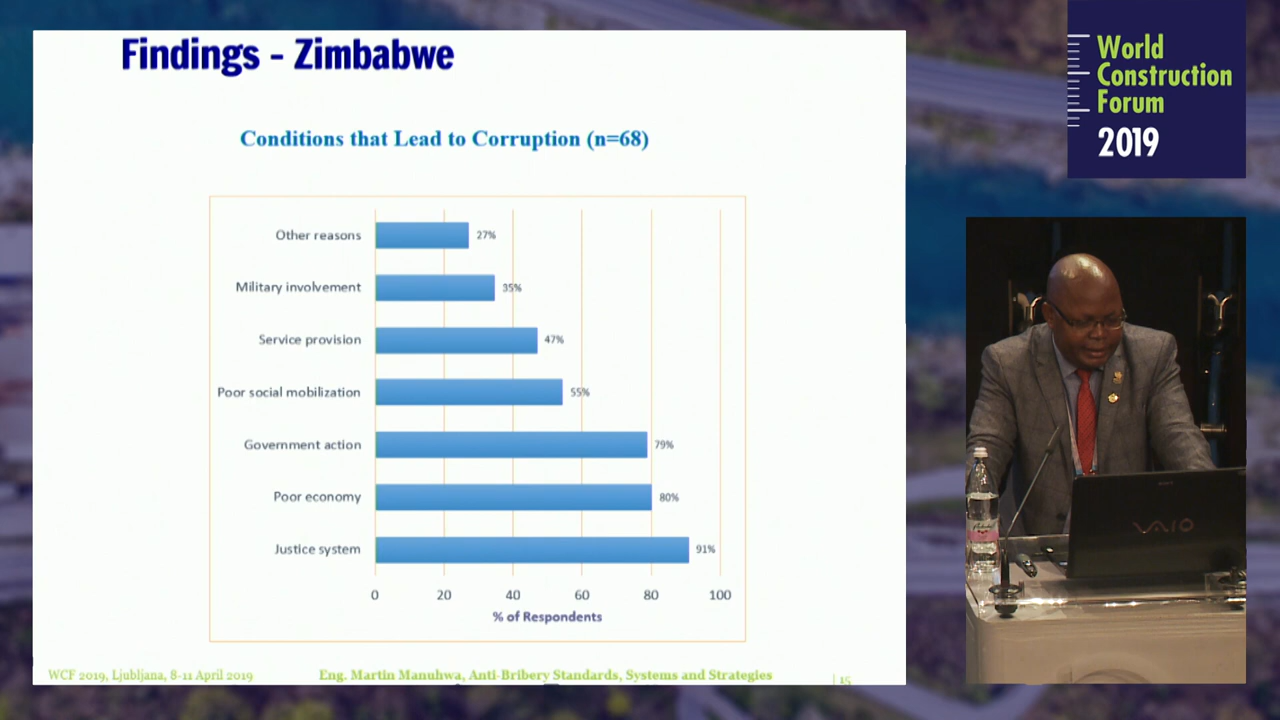 Findings - Zimbabwe
Conditions that Lead to Corruption (n=68)
Other reasons 27%
Military involvement 35%
Service provision 47%
Poor social mobilization 55%
Government action 79%
Poor economy 80%
Justice system 91%
0 20 40 60 80 100
% of Respondents
WCF 2019, Ljubljana, 8-11 April 2019 Eng. Martin Manuhwa, Anti-Bribery Standards, Systems and Strategies | 15
World
Construction
Forum
2019
VAIO